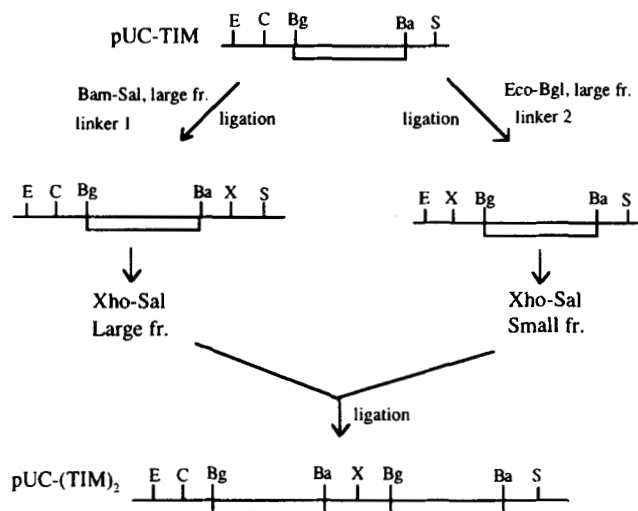 E C Bg Ba S
pUC-TIM
Bam-Sal, large fr.
linker 1
ligation
ligation
Eco-Bgl, large fr.
linker 2
E C Bg Ba X S
E X Bg Ba S
Xho-Sal
Large fr.
Xho-Sal
Small fr.
ligation
pUC-(TIM)₂
E C Bg Ba X Bg Ba S